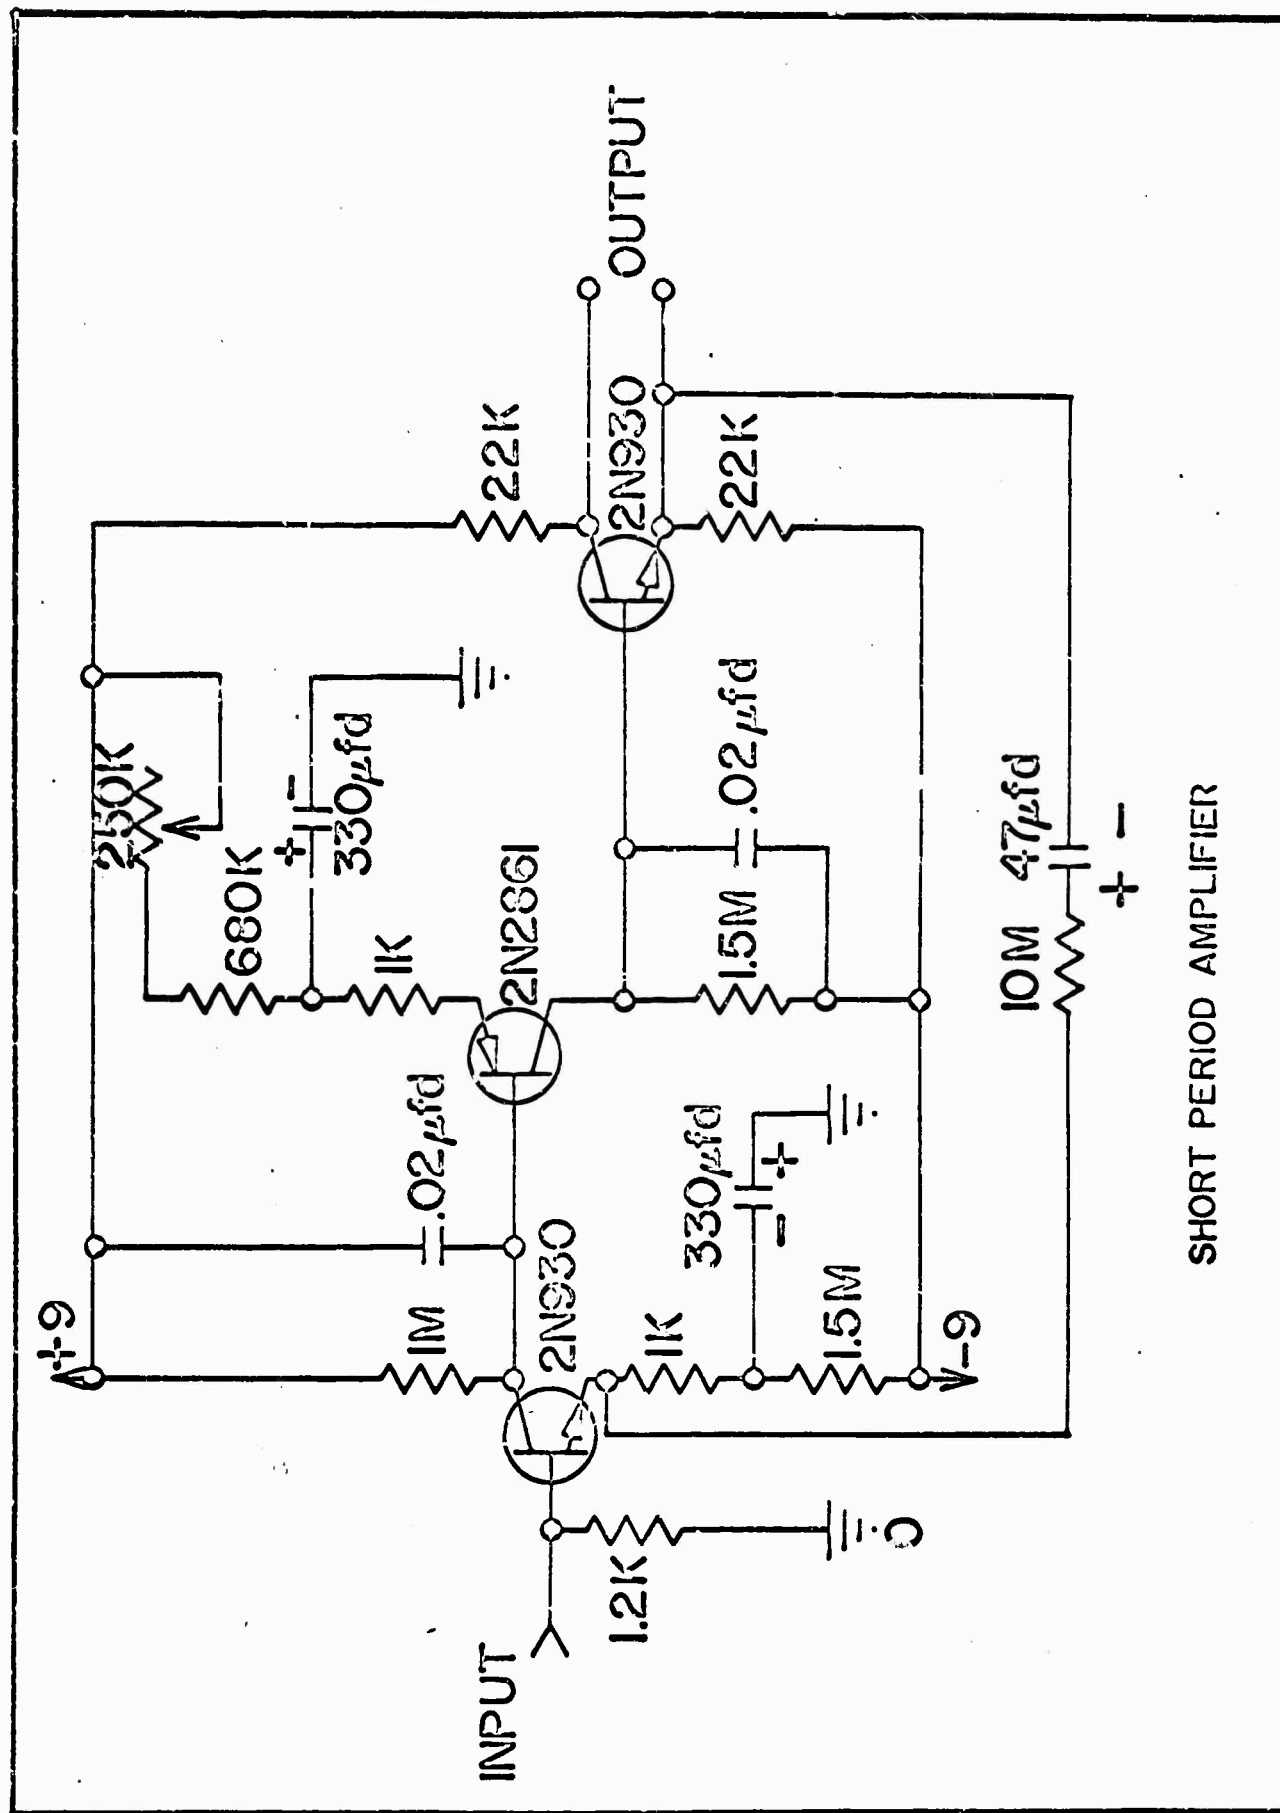 +9
250K
22K
680K
+
-
330µfd
1M
.02µfd
1K
2N2861
OUTPUT
INPUT
2N930
2N930
1.2K
C
1K
330µfd
-
+
1.5M
1.5M
.02µfd
22K
-9
10M
47µfd
+
-
SHORT PERIOD AMPLIFIER